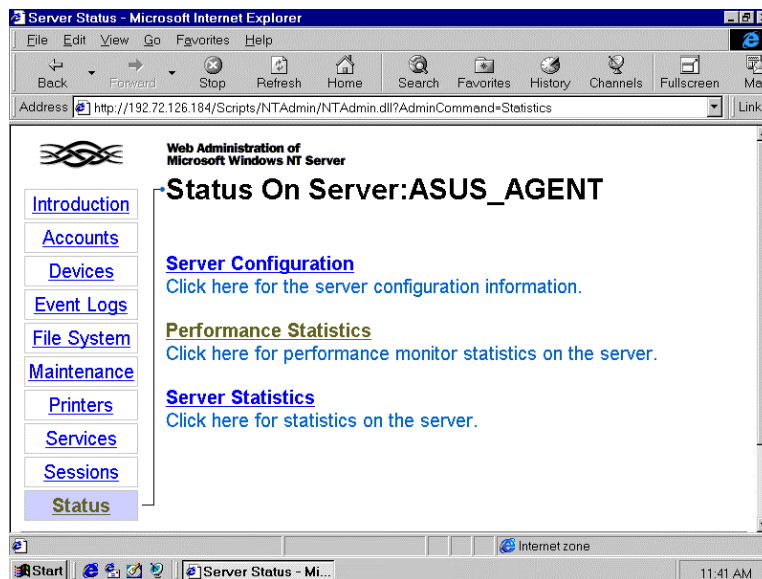 Server Status - Microsoft Internet Explorer
File Edit View Go Favorites Help
Back Forward Stop Refresh Home Search Favorites History Channels Fullscreen Ma
Address http://192.72.126.184/Scripts/NTAdmin/NTAdmin.dll?AdminCommand=Statistics Link
Web Administration of
Microsoft Windows NT Server
Status On Server:ASUS_AGENT
Introduction
Accounts
Devices
Event Logs
File System
Maintenance
Printers
Services
Sessions
Status
Server Configuration
Click here for the server configuration information.
Performance Statistics
Click here for performance monitor statistics on the server.
Server Statistics
Click here for statistics on the server.
Internet zone
Start Server Status - Mi... 11:41 AM